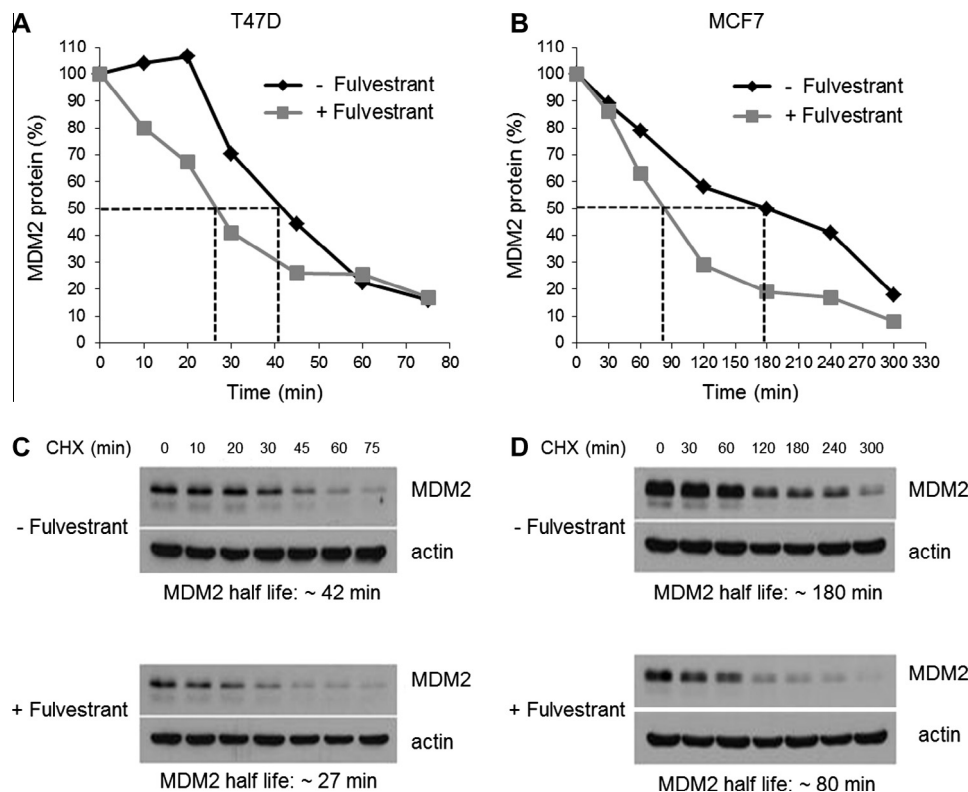 A
T47D
110
100
90
80
70
60
50
40
30
20
10
0
MDM2 protein (%)
- Fulvestrant
+ Fulvestrant
0 10 20 30 40 50 60 70 80
Time (min)
B
MCF7
110
100
90
80
70
60
50
40
30
20
10
0
MDM2 protein (%)
- Fulvestrant
+ Fulvestrant
0 30 60 90 120 150 180 210 240 270 300 330
Time (min)
C
CHX (min) 0 10 20 30 45 60 75
- Fulvestrant
MDM2
actin
MDM2 half life: ~ 42 min
+ Fulvestrant
MDM2
actin
MDM2 half life: ~ 27 min
D
CHX (min) 0 30 60 120 180 240 300
- Fulvestrant
MDM2
actin
MDM2 half life: ~ 180 min
+ Fulvestrant
MDM2
actin
MDM2 half life: ~ 80 min